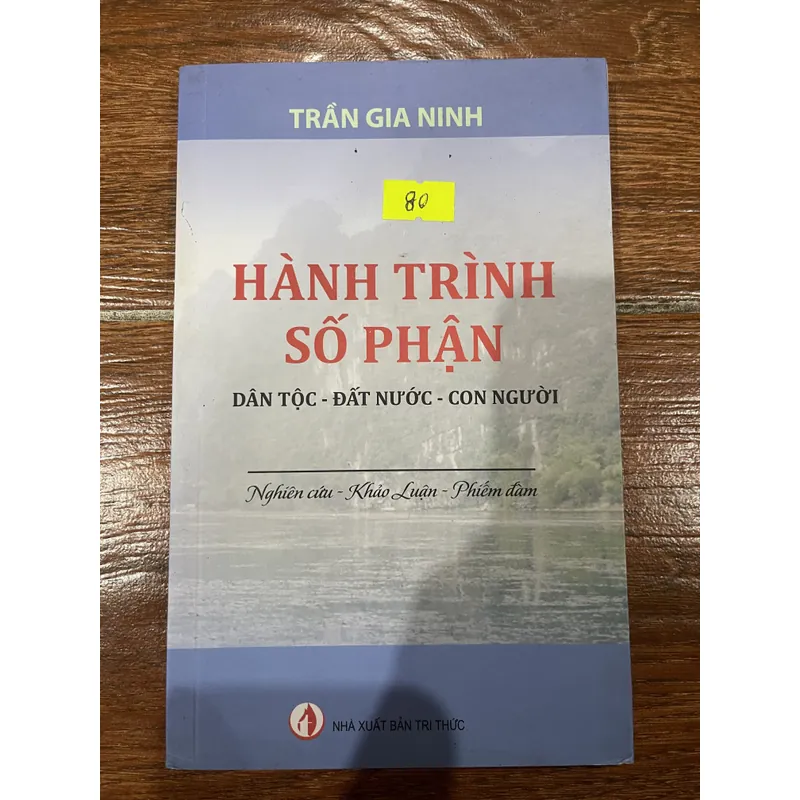 TRẦN GIA NINH
80
HÀNH TRÌNH
SỐ PHẬN
DÂN TỘC - ĐẤT NƯỚC - CON NGƯỜI
Nghiên cứu - Khảo Luận - Phiếm đàm
NHÀ XUẤT BẢN TRI THỨC